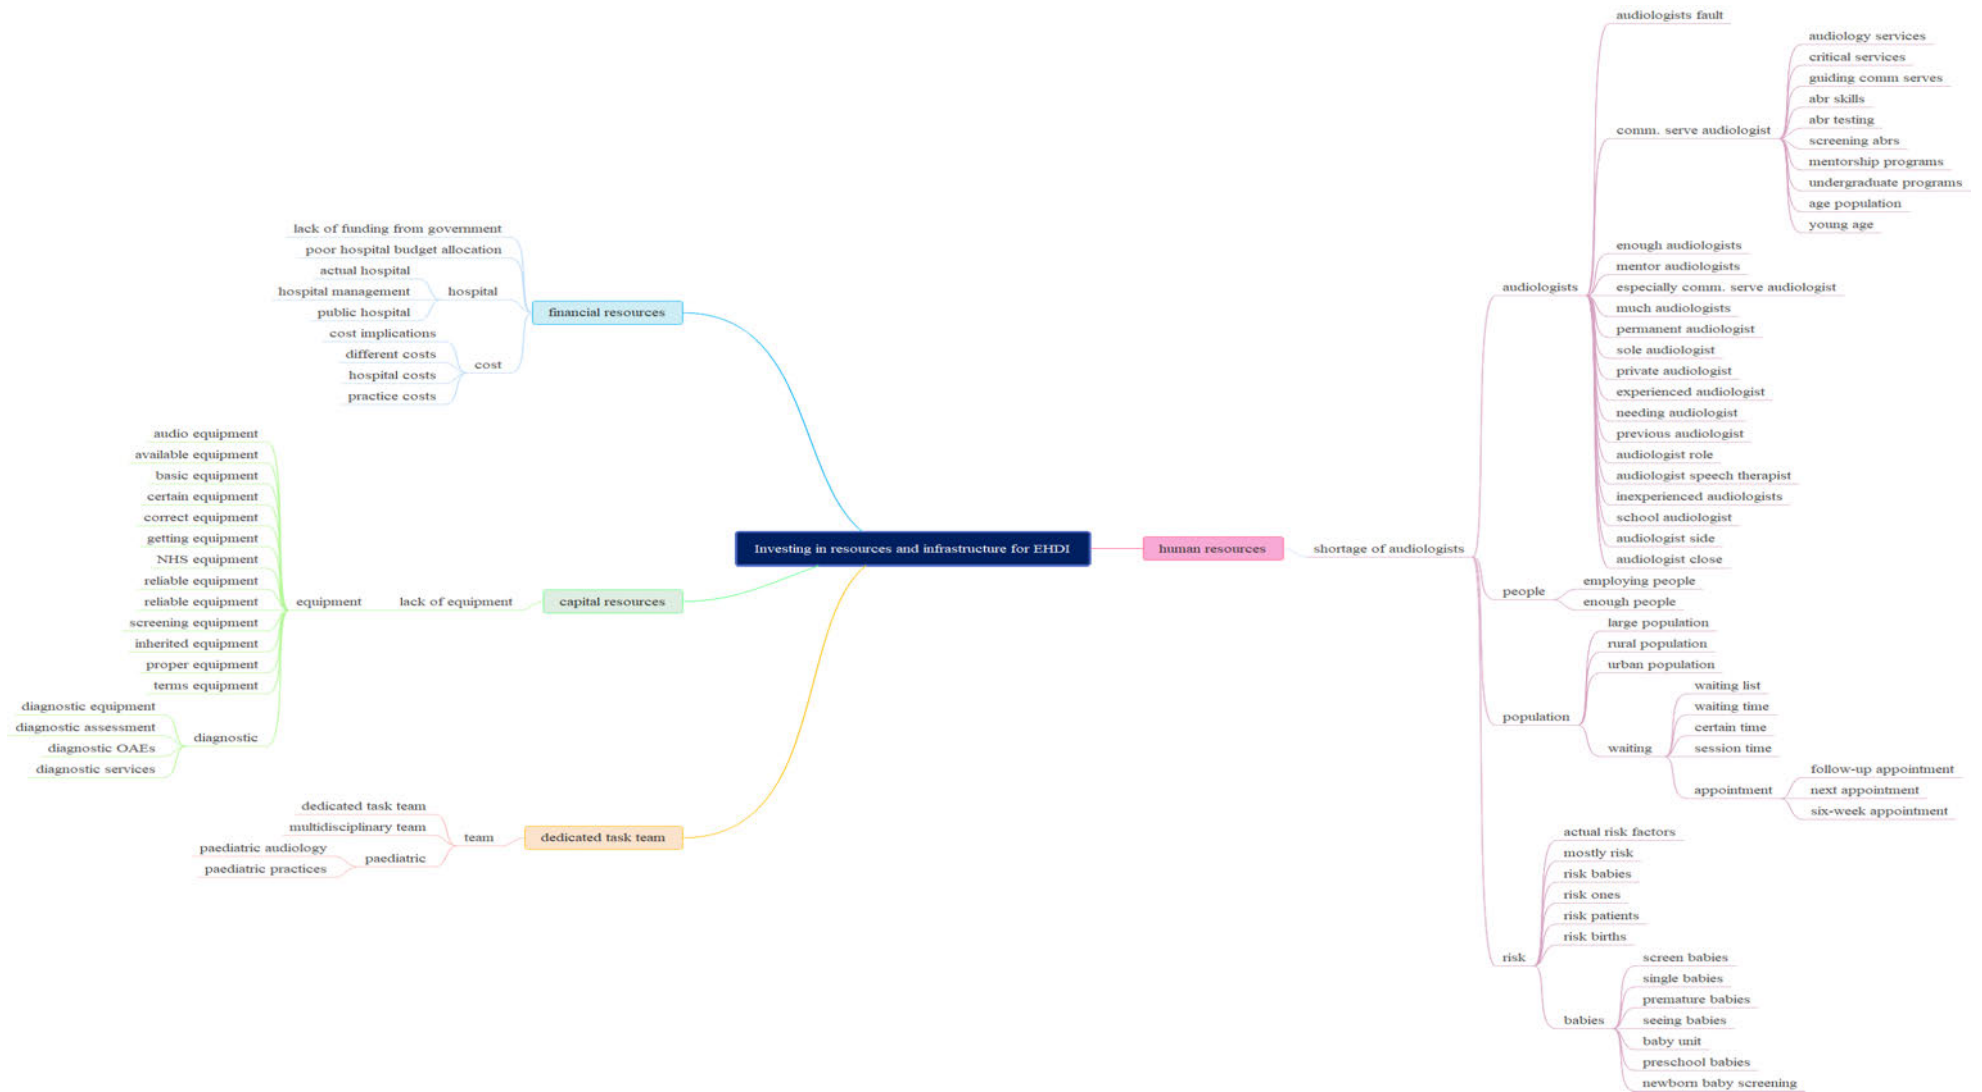 Investing in resources and infrastructure for EHDI
financial resources
lack of funding from government
poor hospital budget allocation
hospital
actual hospital
hospital management
public hospital
cost
cost implications
different costs
hospital costs
practice costs
capital resources
lack of equipment
equipment
audio equipment
available equipment
basic equipment
certain equipment
correct equipment
getting equipment
NHS equipment
reliable equipment
reliable equipment
screening equipment
inherited equipment
proper equipment
terms equipment
diagnostic
diagnostic equipment
diagnostic assessment
diagnostic OAEs
diagnostic services
dedicated task team
team
dedicated task team
multidisciplinary team
paediatric
paediatric audiology
paediatric practices
human resources
shortage of audiologists
audiologists
audiologists fault
comm. serve audiologist
audiology services
critical services
guiding comm serves
abr skills
abr testing
screening abrs
mentorship programs
undergraduate programs
age population
young age
enough audiologists
mentor audiologists
especially comm. serve audiologist
much audiologists
permanent audiologist
sole audiologist
private audiologist
experienced audiologist
needing audiologist
previous audiologist
audiologist role
audiologist speech therapist
inexperienced audiologists
school audiologist
audiologist side
audiologist close
people
employing people
enough people
population
large population
rural population
urban population
waiting
waiting list
waiting time
certain time
session time
appointment
follow-up appointment
next appointment
six-week appointment
risk
actual risk factors
mostly risk
risk babies
risk ones
risk patients
risk births
babies
screen babies
single babies
premature babies
seeing babies
baby unit
preschool babies
newborn baby screening